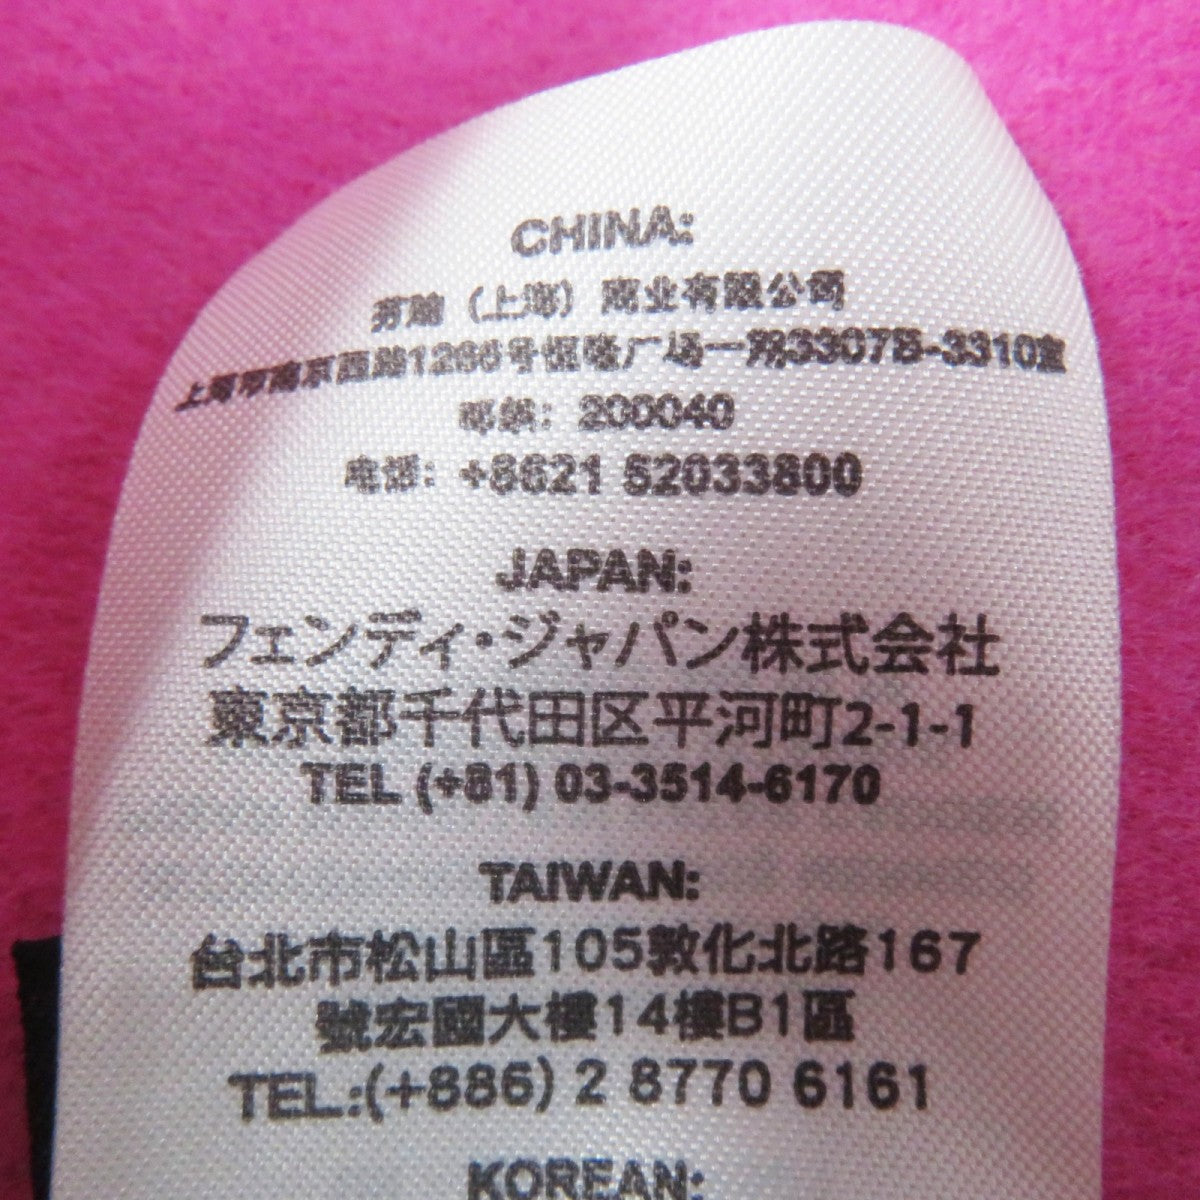 CHINA:
芬迪（上海）商业有限公司
上海市南京西路1266号恒隆广场一期3307B-3310室
邮编：200040
电话：+8621 52033800
JAPAN:
フェンディ・ジャパン株式会社
東京都千代田区平河町2-1-1
TEL (+81) 03-3514-6170
TAIWAN:
台北市松山區105敦化北路167
號宏國大樓14樓B1區
TEL:(+886) 2 8770 6161
KOREAN: